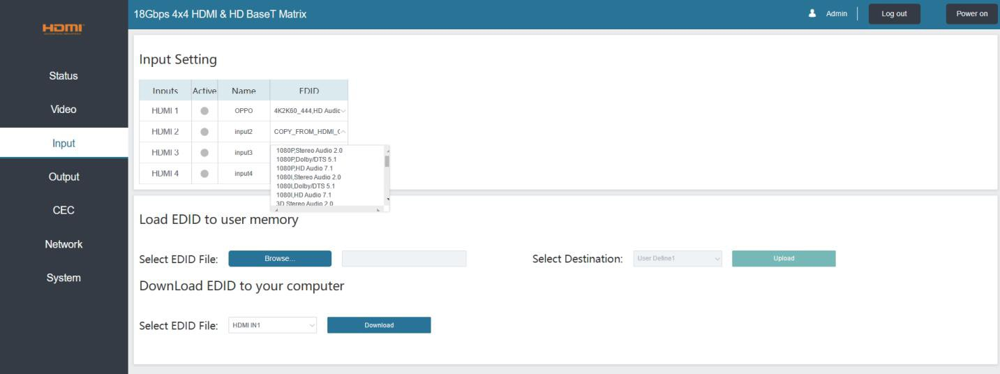 HDMI
18Gbps 4x4 HDMI & HD BaseT Matrix
Admin
Log out
Power on
Status
Video
Input
Output
CEC
Network
System
Input Setting
Inputs Active Name EDID
HDMI 1 OPPO 4K2K60_444,HD Audio
HDMI 2 input2 COPY_FROM_HDMI_
HDMI 3 input3
HDMI 4 input4
1080P,Stereo Audio 2.0
1080P,Dolby/DTS 5.1
1080P,HD Audio 7.1
1080I,Stereo Audio 2.0
1080I,Dolby/DTS 5.1
1080I,HD Audio 7.1
3D,Stereo Audio 2.0
Load EDID to user memory
Select EDID File: Browse... Select Destination: User Define1 Upload
DownLoad EDID to your computer
Select EDID File: HDMI IN1 Download